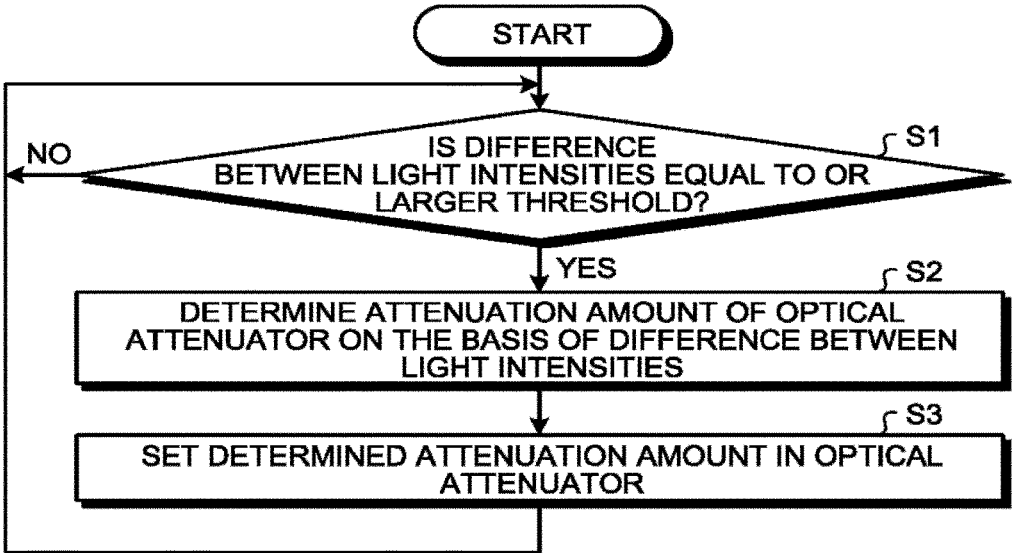 START
IS DIFFERENCE
BETWEEN LIGHT INTENSITIES EQUAL TO OR
LARGER THRESHOLD?
S1
NO
YES
S2
DETERMINE ATTENUATION AMOUNT OF OPTICAL
ATTENUATOR ON THE BASIS OF DIFFERENCE BETWEEN
LIGHT INTENSITIES
S3
SET DETERMINED ATTENUATION AMOUNT IN OPTICAL
ATTENUATOR